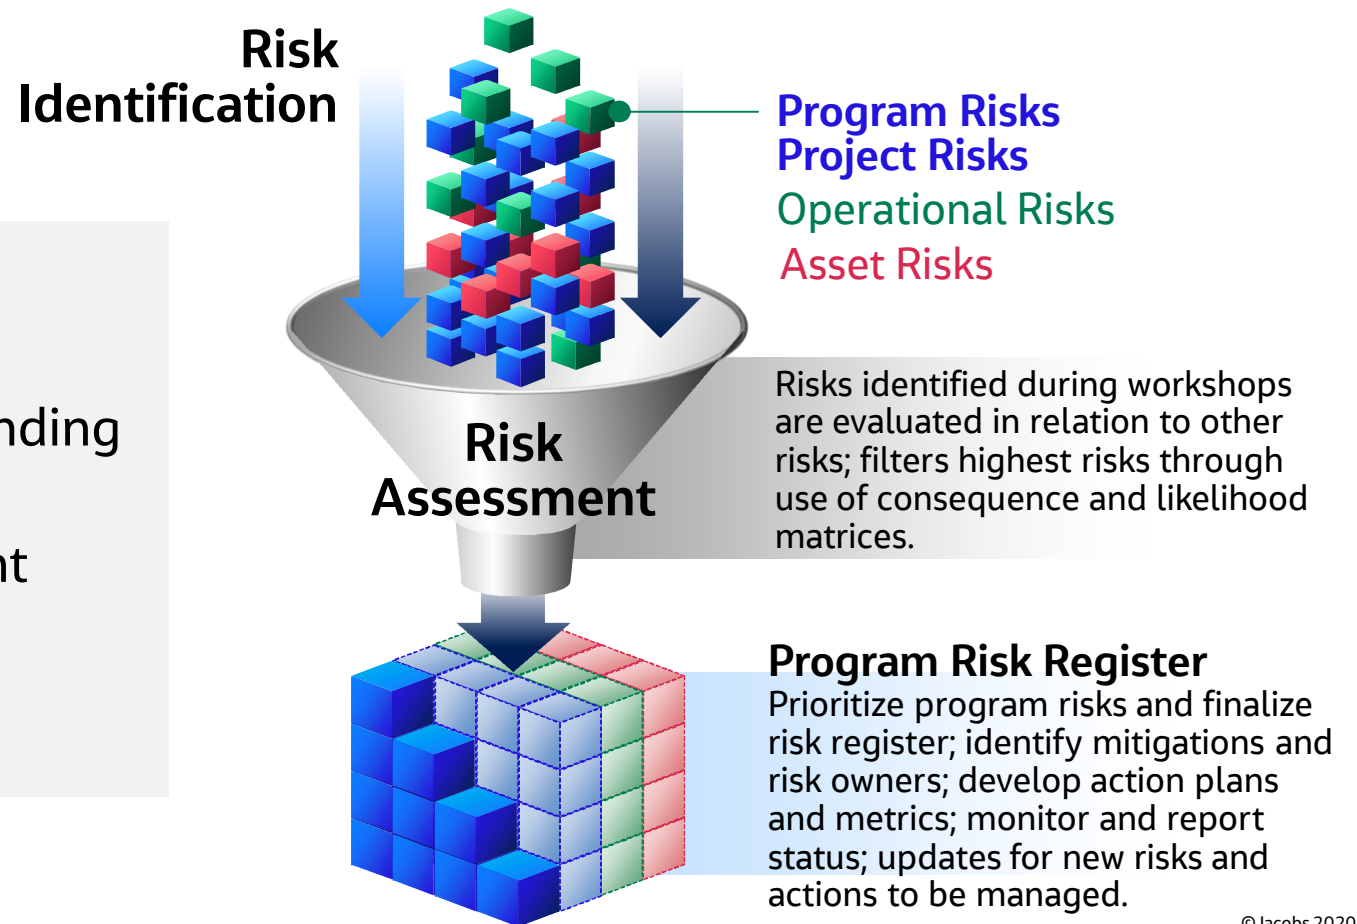 Risk
Identification
Program Risks
Project Risks
Operational Risks
Asset Risks
Risk
Assessment
Risks identified during workshops
are evaluated in relation to other
risks; filters highest risks through
use of consequence and likelihood
matrices.
Program Risk Register
Prioritize program risks and finalize
risk register; identify mitigations and
risk owners; develop action plans
and metrics; monitor and report
status; updates for new risks and
actions to be managed.
© Jacobs 2020